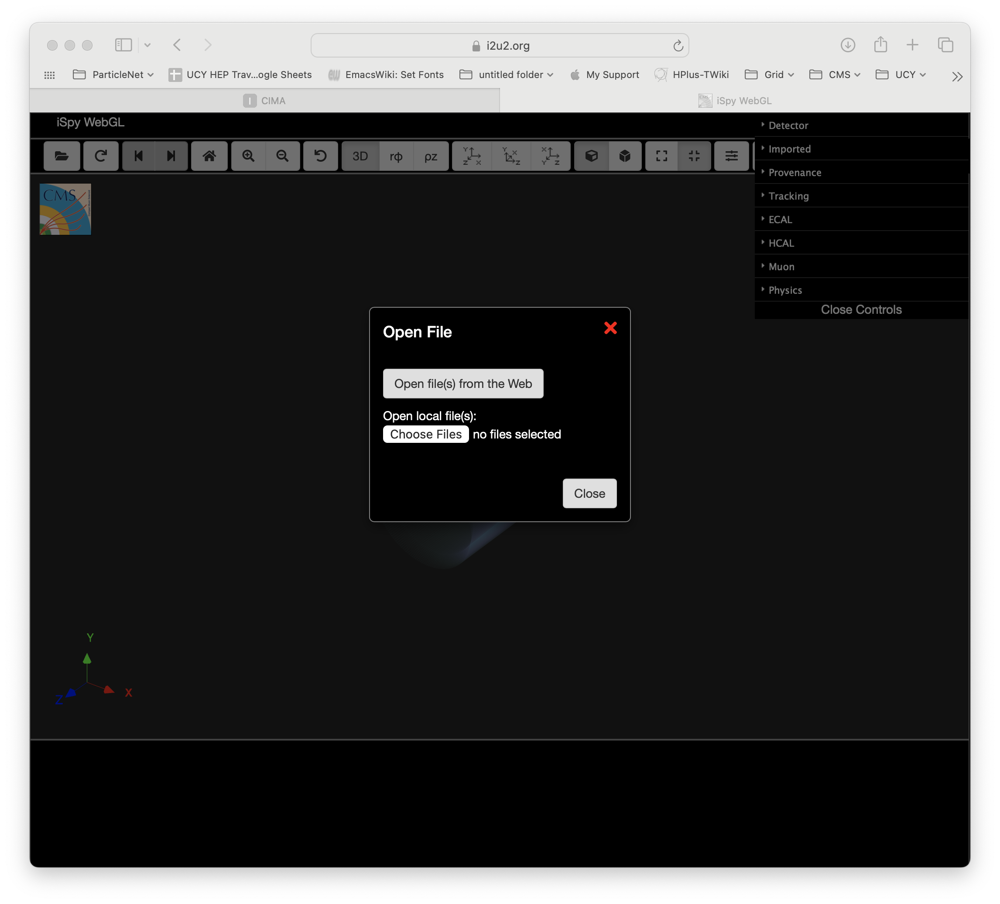 i2u2.org
ParticleNet
UCY HEP Trav...ogle Sheets
ew EmacsWiki: Set Fonts
untitled folder
My Support
HPlus-TWiki
Grid
CMS
UCY
I CIMA
iSpy WebGL
iSpy WebGL
3D
rφ
ρz
Y
Z X
Y X
Z
X
Y Z
Detector
Imported
Provenance
Tracking
ECAL
HCAL
Muon
Physics
Close Controls
CMS
Open File
Open file(s) from the Web
Open local file(s):
Choose Files no files selected
Close
Y
Z
X